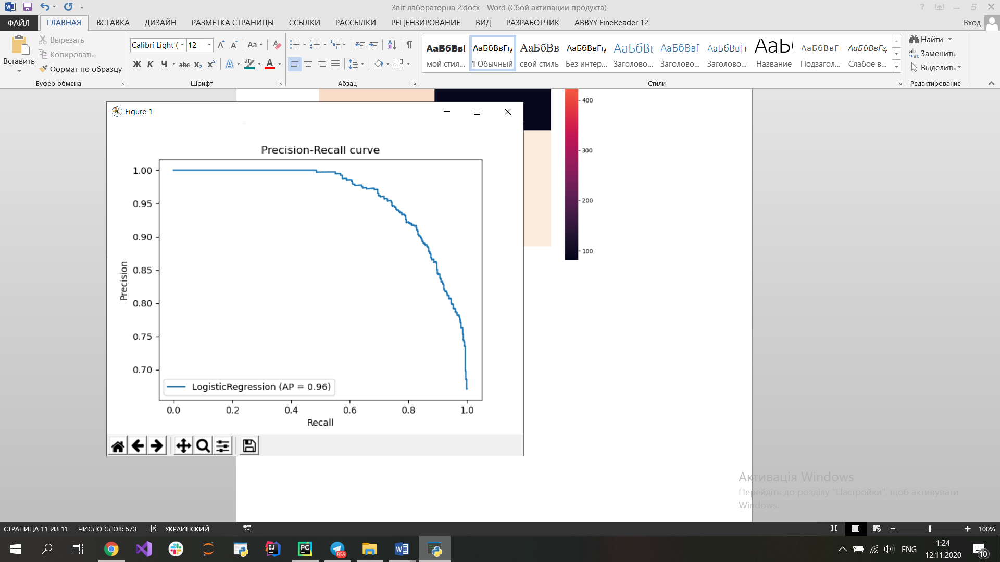 Звіт лабораторна 2.docx - Word (Сбой активации продукта)
ФАЙЛ ГЛАВНАЯ ВСТАВКА ДИЗАЙН РАЗМЕТКА СТРАНИЦЫ ССЫЛКИ РАССЫЛКИ РЕЦЕНЗИРОВАНИЕ ВИД РАЗРАБОТЧИК ABBYY FineReader 12 Вход
Вставить
Вырезать
Копировать
Формат по образцу
Буфер обмена
Calibri Light ( 12
Aa
Ж К Ч abc x₂ x²
Шрифт
Абзац
АаБбВвІ АаБбВвГг, АаБбВв АаБбВвГг, АаБбВЕ АаБбВвГ АаБбВвГг АаЬ АаБбВвГг АаБбВвГг,
мой стил... ¶ Обычный свой стиль Без интер... Заголово... Заголово... Заголово... Название Подзагол... Слабое в...
Стили
Найти
Заменить
Выделить
Редактирование
Figure 1
Precision-Recall curve
1.00
0.95
0.90
0.85
0.80
0.75
0.70
Precision
LogisticRegression (AP = 0.96)
0.0 0.2 0.4 0.6 0.8 1.0
Recall
400
300
200
100
Активація Windows
Перейдіть до розділу "Настройки", щоб активувати
Windows.
СТРАНИЦА 11 ИЗ 11 ЧИСЛО СЛОВ: 573 УКРАИНСКИЙ 100%
859
ENG
1:24
12.11.2020
10